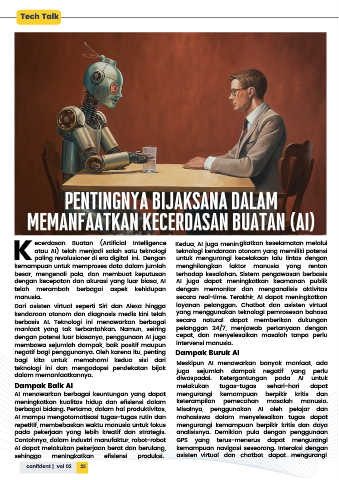 Tech Talk
PENTINGNYA BIJAKSANA DALAM
MEMANFAATKAN KECERDASAN BUATAN (AI)
Kecerdasan Buatan (Artificial Intelligence
atau AI) telah menjadi salah satu teknologi
paling revolusioner di era digital ini. Dengan
kemampuan untuk memproses data dalam jumlah
besar, mengenali pola, dan membuat keputusan
dengan kecepatan dan akurasi yang luar biasa, AI
telah merambah berbagai aspek kehidupan
manusia.
Dari asisten virtual seperti Siri dan Alexa hingga
kendaraan otonom dan diagnosis medis kini telah
berbasis AI. Teknologi ini menawarkan berbagai
manfaat yang tak terbantahkan. Namun, seiring
dengan potensi luar biasanya, penggunaan AI juga
membawa sejumlah dampak, baik positif maupun
negatif bagi penggunanya. Oleh karena itu, penting
bagi kita untuk memahami kedua sisi dari
teknologi ini dan mengadopsi pendekatan bijak
dalam memanfaatkannya.
Dampak Baik AI
AI menawarkan berbagai keuntungan yang dapat
meningkatkan kualitas hidup dan efisiensi dalam
berbagai bidang. Pertama, dalam hal produktivitas,
AI mampu mengotomatisasi tugas-tugas rutin dan
repetitif, membebaskan waktu manusia untuk fokus
pada pekerjaan yang lebih kreatif dan strategis.
Contohnya, dalam industri manufaktur, robot-robot
AI dapat melakukan pekerjaan berat dan berulang,
sehingga meningkatkan efisiensi produksi.
Kedua, AI juga meningkatkan keselamatan melalui
teknologi kendaraan otonom yang memiliki potensi
untuk mengurangi kecelakaan lalu lintas dengan
menghilangkan faktor manusia yang rentan
terhadap kesalahan. Sistem pengawasan berbasis
AI juga dapat meningkatkan keamanan publik
dengan memonitor dan menganalisis aktivitas
secara real-time. Terakhir, AI dapat meningkatkan
layanan pelanggan. Chatbot dan asisten virtual
yang menggunakan teknologi pemrosesan bahasa
secara natural dapat memberikan dukungan
pelanggan 24/7, menjawab pertanyaan dengan
cepat, dan menyelesaikan masalah tanpa perlu
intervensi manusia.
Dampak Buruk AI
Meskipun AI menawarkan banyak manfaat, ada
juga sejumlah dampak negatif yang perlu
diwaspadai. Ketergantungan pada AI untuk
melakukan tugas-tugas sehari-hari dapat
mengurangi kemampuan berpikir kritis dan
keterampilan pemecahan masalah manusia.
Misalnya, penggunaan AI oleh pelajar dan
mahasiswa dalam menyelesaikan tugas dapat
mengurangi kemampuan berpikir kritis dan daya
analisisnya. Demikian pula dengan penggunaan
GPS yang terus-menerus dapat mengurangi
kemampuan navigasi seseorang. Interaksi dengan
asisten virtual dan chatbot dapat mengurangi
confident | vol 02